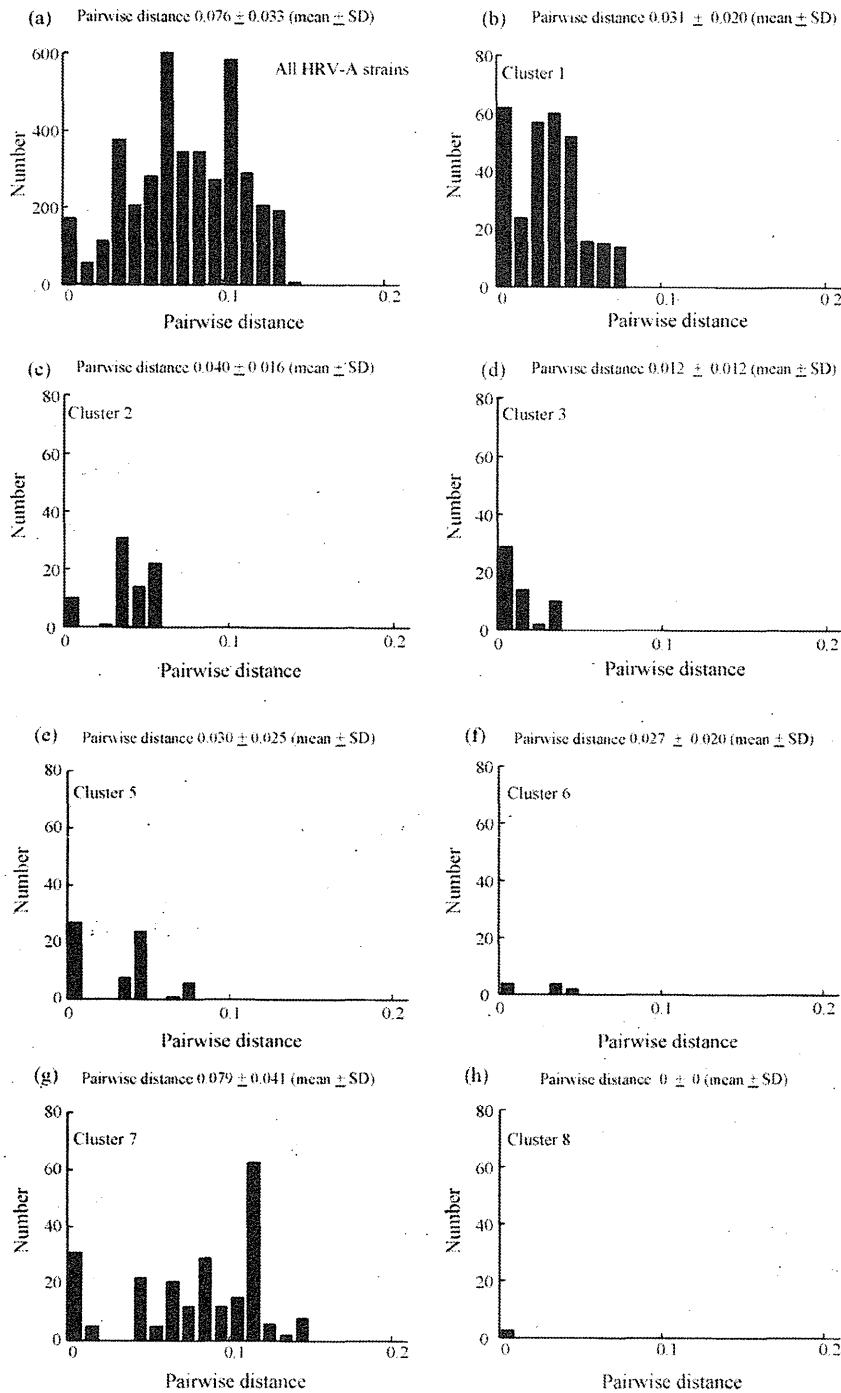 (a) Pairwise distance 0.076 ± 0.033 (mean ± SD)
All HRV-A strains
Number
600
400
200
0
0 0.1 0.2
Pairwise distance
(b) Pairwise distance 0.031 ± 0.020 (mean ± SD)
Cluster 1
Number
80
60
40
20
0
0 0.1 0.2
Pairwise distance
(c) Pairwise distance 0.040 ± 0.016 (mean ± SD)
Cluster 2
Number
80
60
40
20
0
0 0.1 0.2
Pairwise distance
(d) Pairwise distance 0.012 ± 0.012 (mean ± SD)
Cluster 3
Number
80
60
40
20
0
0 0.1 0.2
Pairwise distance
(e) Pairwise distance 0.030 ± 0.025 (mean ± SD)
Cluster 5
Number
80
60
40
20
0
0 0.1 0.2
Pairwise distance
(f) Pairwise distance 0.027 ± 0.020 (mean ± SD)
Cluster 6
Number
80
60
40
20
0
0 0.1 0.2
Pairwise distance
(g) Pairwise distance 0.079 ± 0.041 (mean ± SD)
Cluster 7
Number
80
60
40
20
0
0 0.1 0.2
Pairwise distance
(h) Pairwise distance 0 ± 0 (mean ± SD)
Cluster 8
Number
80
60
40
20
0
0 0.1 0.2
Pairwise distance